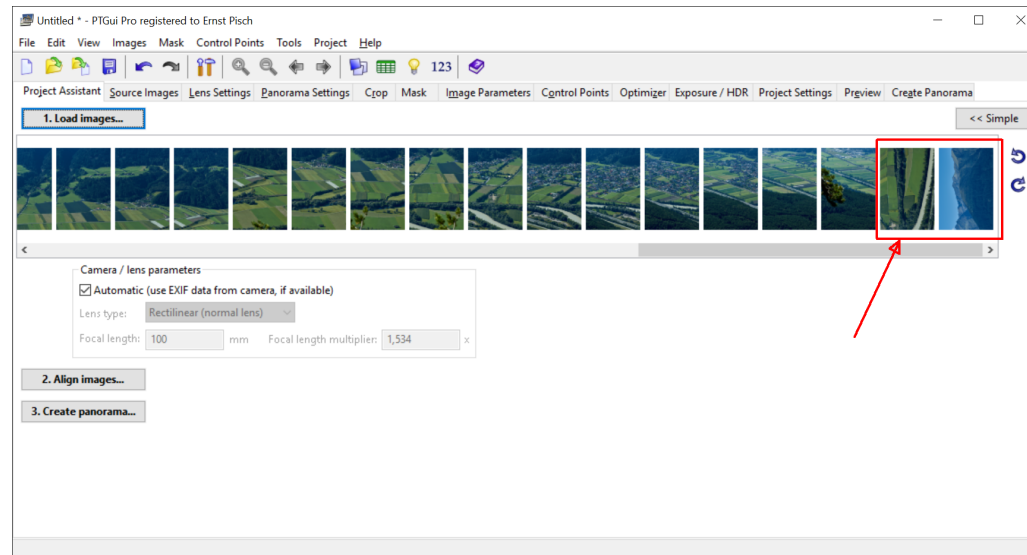 Untitled * - PTGui Pro registered to Ernst Pisch
File Edit View Images Mask Control Points Tools Project Help
123
Project Assistant Source Images Lens Settings Panorama Settings Crop Mask Image Parameters Control Points Optimizer Exposure / HDR Project Settings Preview Create Panorama
1. Load images... << Simple
Camera / lens parameters
Automatic (use EXIF data from camera, if available)
Lens type: Rectilinear (normal lens)
Focal length: 100 mm Focal length multiplier: 1,534 x
2. Align images...
3. Create panorama...